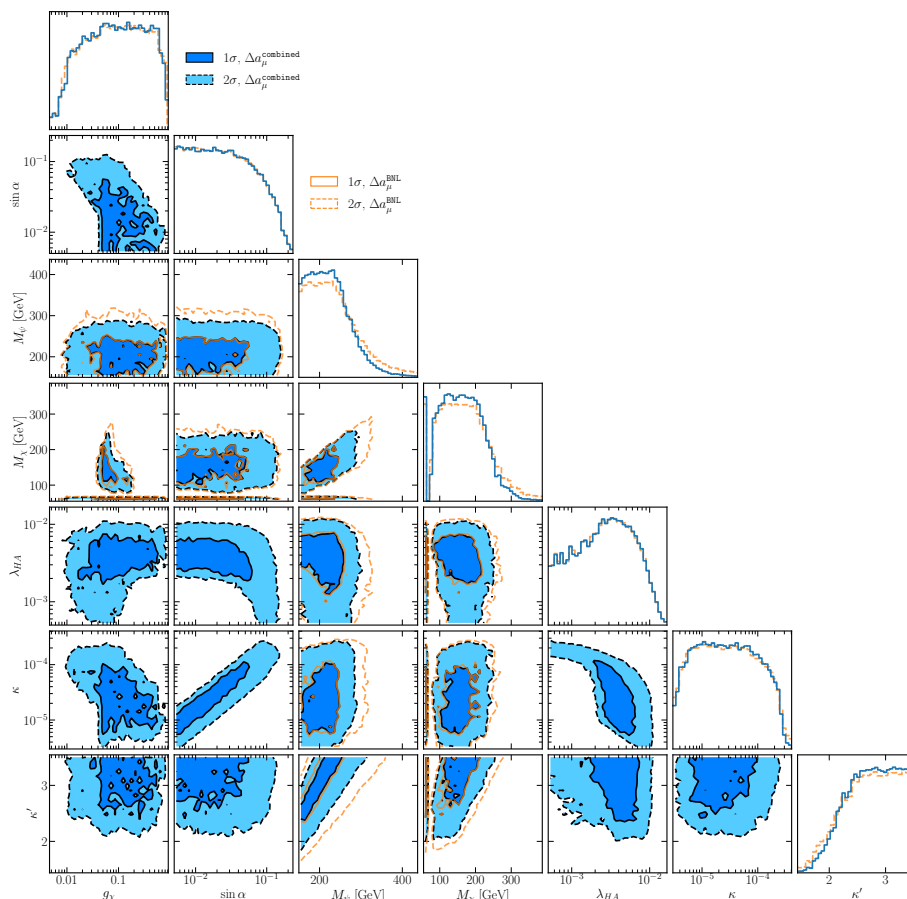 1σ, Δa_μ^combined
2σ, Δa_μ^combined
10⁻¹
sin α
10⁻²
1σ, Δa_μ^BNL
2σ, Δa_μ^BNL
400
300
200
M_ψ [GeV]
300
200
100
M_χ [GeV]
10⁻²
λ_HA
10⁻³
10⁻⁴
κ
10⁻⁵
3
κ′
2
0.01 0.1 10⁻² 10⁻¹ 200 400 100 200 300 10⁻³ 10⁻² 10⁻⁵ 10⁻⁴ 2 3
g_χ sin α M_ψ [GeV] M_χ [GeV] λ_HA κ κ′